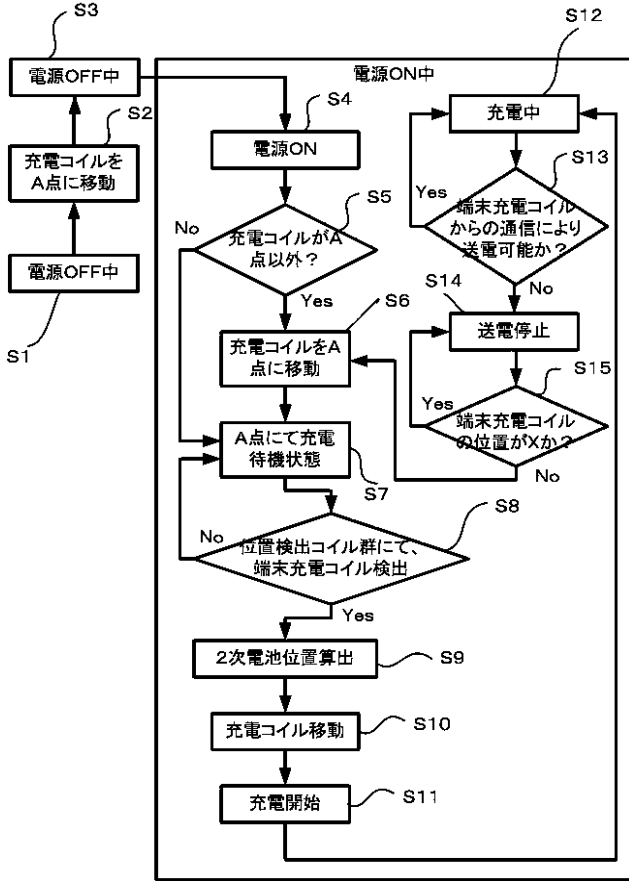 S3
電源OFF中
S2
充電コイルを
A点に移動
電源OFF中
S1
電源ON中
S4
電源ON
S5
No
充電コイルがA
点以外?
Yes
S6
充電コイルをA
点に移動
A点にて充電
待機状態
S7
S8
No
位置検出コイル群にて、
端末充電コイル検出
Yes
2次電池位置算出
S9
充電コイル移動
S10
充電開始
S11
S12
充電中
S13
Yes
端末充電コイル
からの通信により
送電可能か?
No
S14
送電停止
S15
Yes
端末充電コイル
の位置がXか?
No